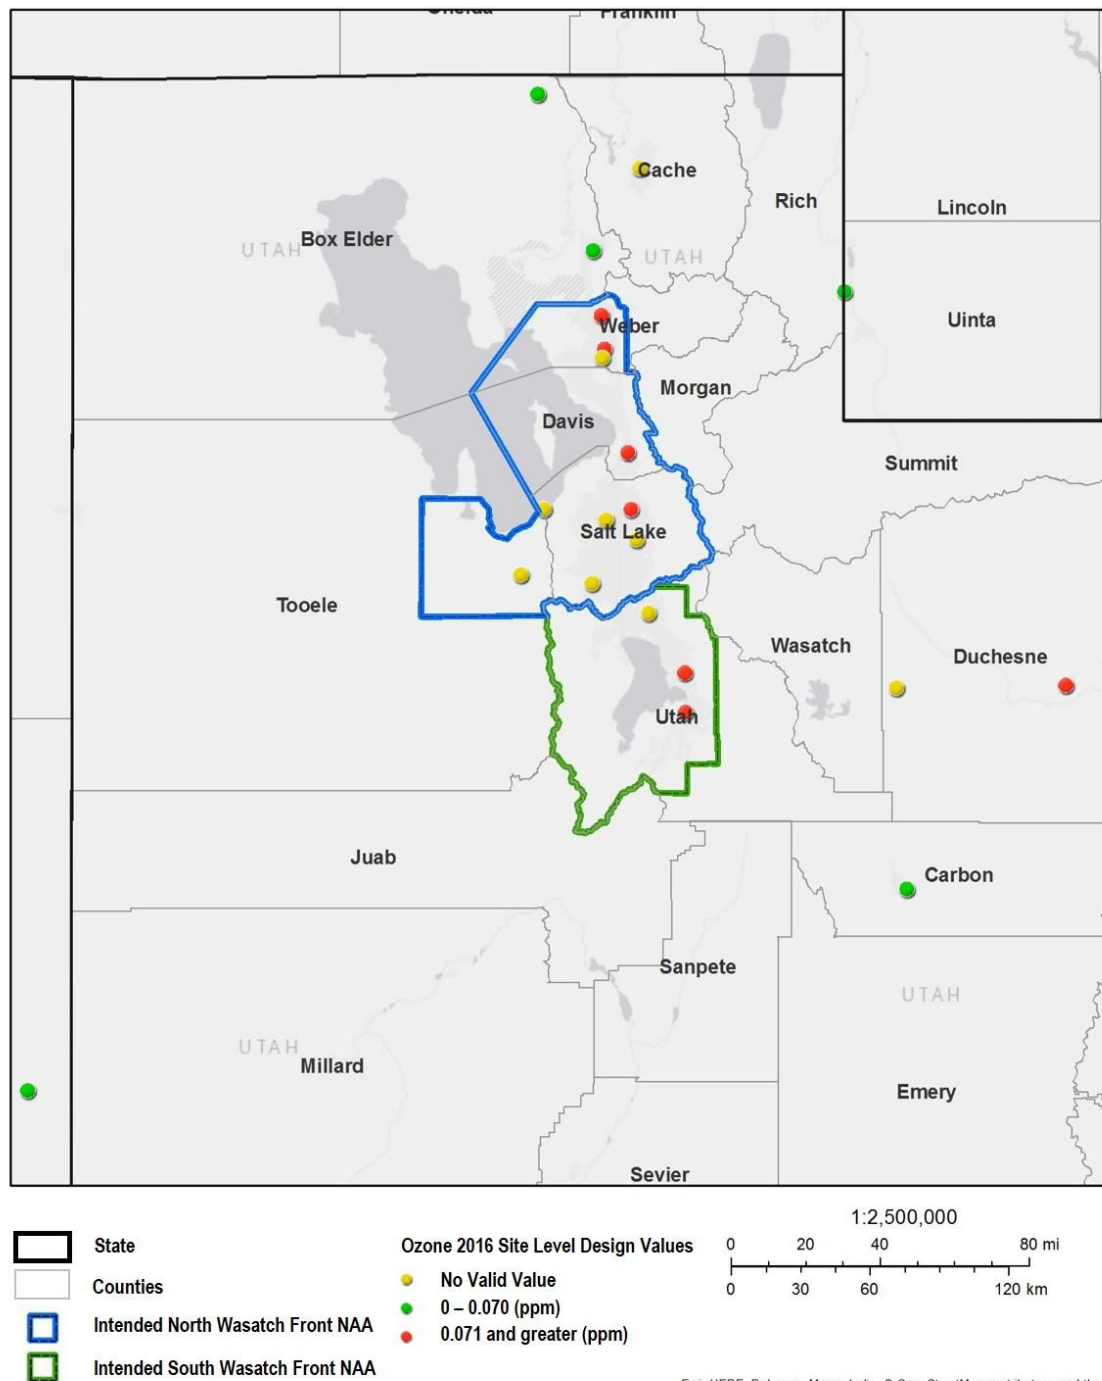 Franklin
Cache
Rich
Lincoln
Box Elder
UTAH
UTAH
Uinta
Weber
Morgan
Davis
Summit
Salt Lake
Tooele
Wasatch
Duchesne
Utah
Juab
Carbon
Sanpete
UTAH
UTAH
Millard
Emery
Sevier
1:2,500,000
State
Ozone 2016 Site Level Design Values
0 20 40 80 mi
Counties
No Valid Value
0 30 60 120 km
0 – 0.070 (ppm)
Intended North Wasatch Front NAA
0.071 and greater (ppm)
Intended South Wasatch Front NAA